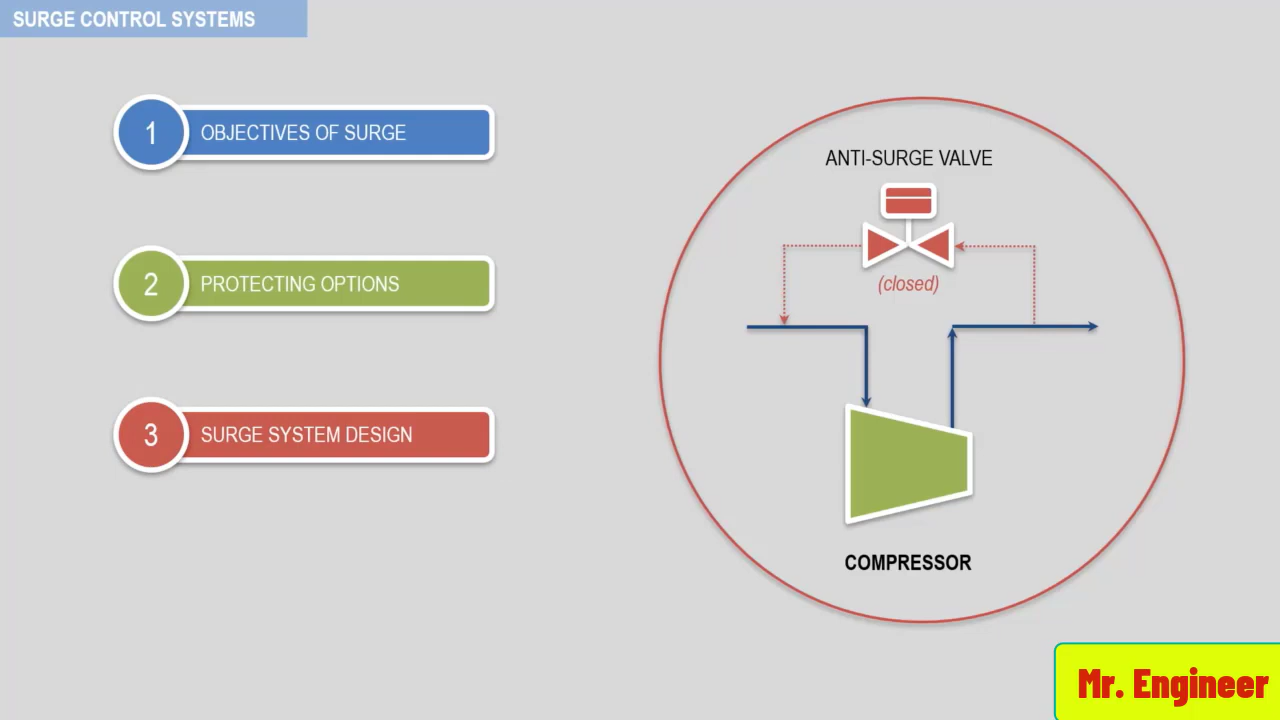 SURGE CONTROL SYSTEMS
1
OBJECTIVES OF SURGE
2
PROTECTING OPTIONS
3
SURGE SYSTEM DESIGN
ANTI-SURGE VALVE
(closed)
COMPRESSOR
Mr. Engineer